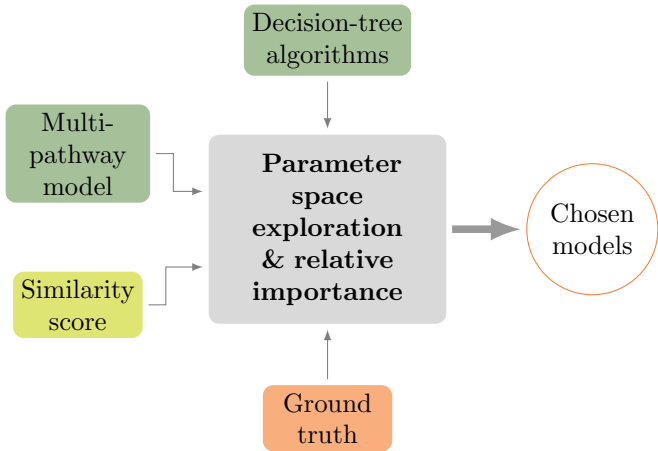 Decision-tree
algorithms
Multi-
pathway
model
Parameter
space
exploration
& relative
importance
Chosen
models
Similarity
score
Ground
truth